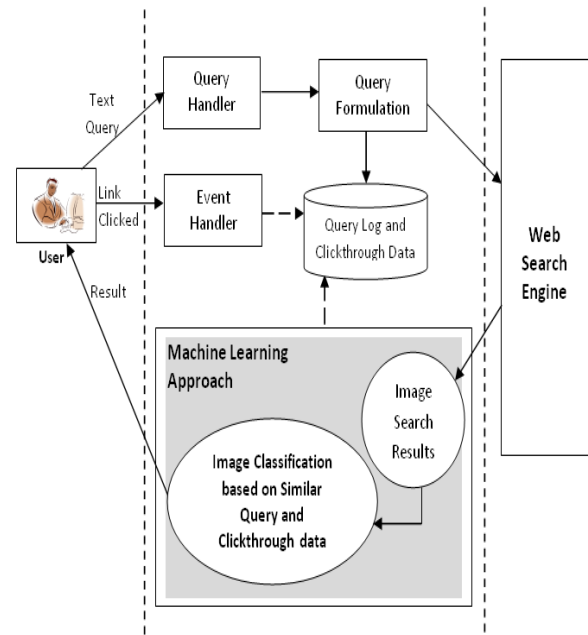 Text
Query
Query
Handler
Query
Formulation
Link
Clicked
Event
Handler
Query Log and
Clickthrough Data
User
Web
Search
Engine
Result
Machine Learning
Approach
Image
Search
Results
Image Classification
based on Similar
Query and
Clickthrough data